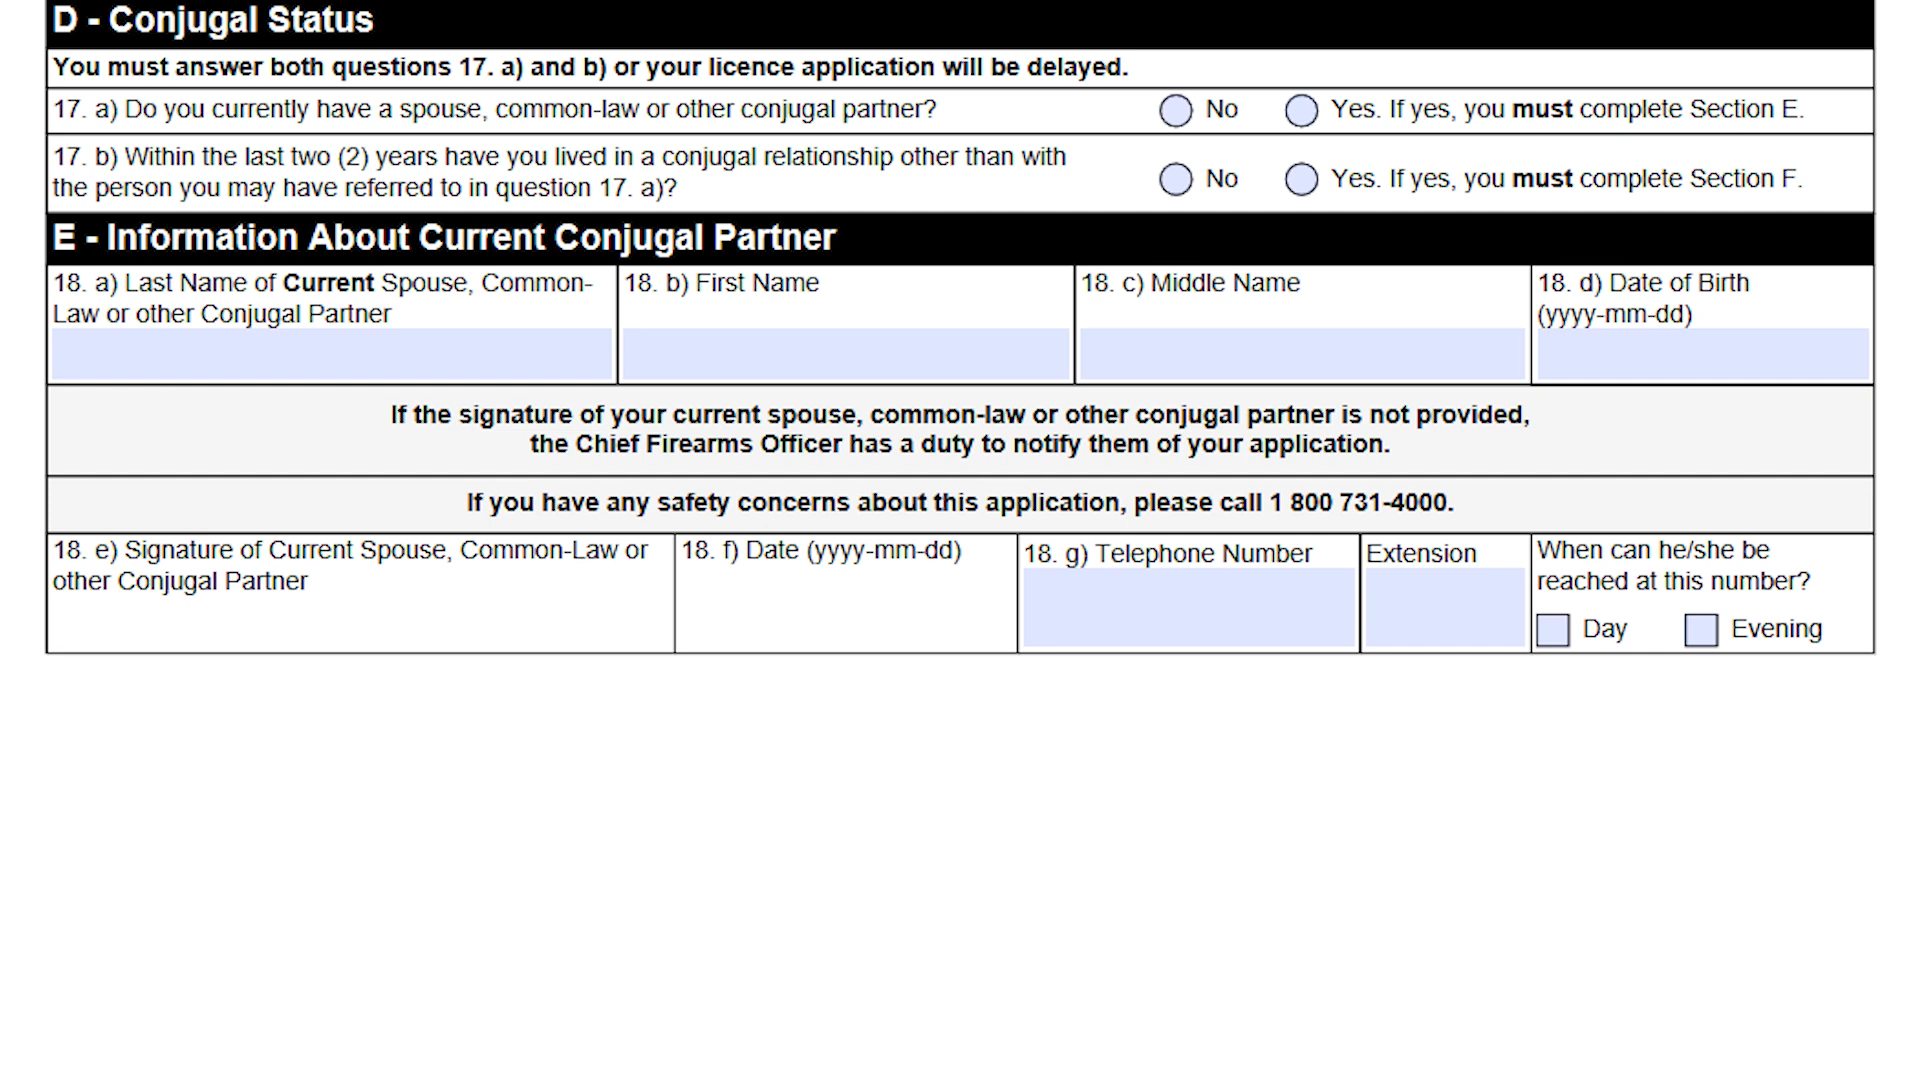 D - Conjugal Status
You must answer both questions 17. a) and b) or your licence application will be delayed.
17. a) Do you currently have a spouse, common-law or other conjugal partner?
No
Yes. If yes, you must complete Section E.
17. b) Within the last two (2) years have you lived in a conjugal relationship other than with
the person you may have referred to in question 17. a)?
No
Yes. If yes, you must complete Section F.
E - Information About Current Conjugal Partner
18. a) Last Name of Current Spouse, Common-
Law or other Conjugal Partner
18. b) First Name
18. c) Middle Name
18. d) Date of Birth
(yyyy-mm-dd)
If the signature of your current spouse, common-law or other conjugal partner is not provided,
the Chief Firearms Officer has a duty to notify them of your application.
If you have any safety concerns about this application, please call 1 800 731-4000.
18. e) Signature of Current Spouse, Common-Law or
other Conjugal Partner
18. f) Date (yyyy-mm-dd)
18. g) Telephone Number
Extension
When can he/she be
reached at this number?
Day
Evening